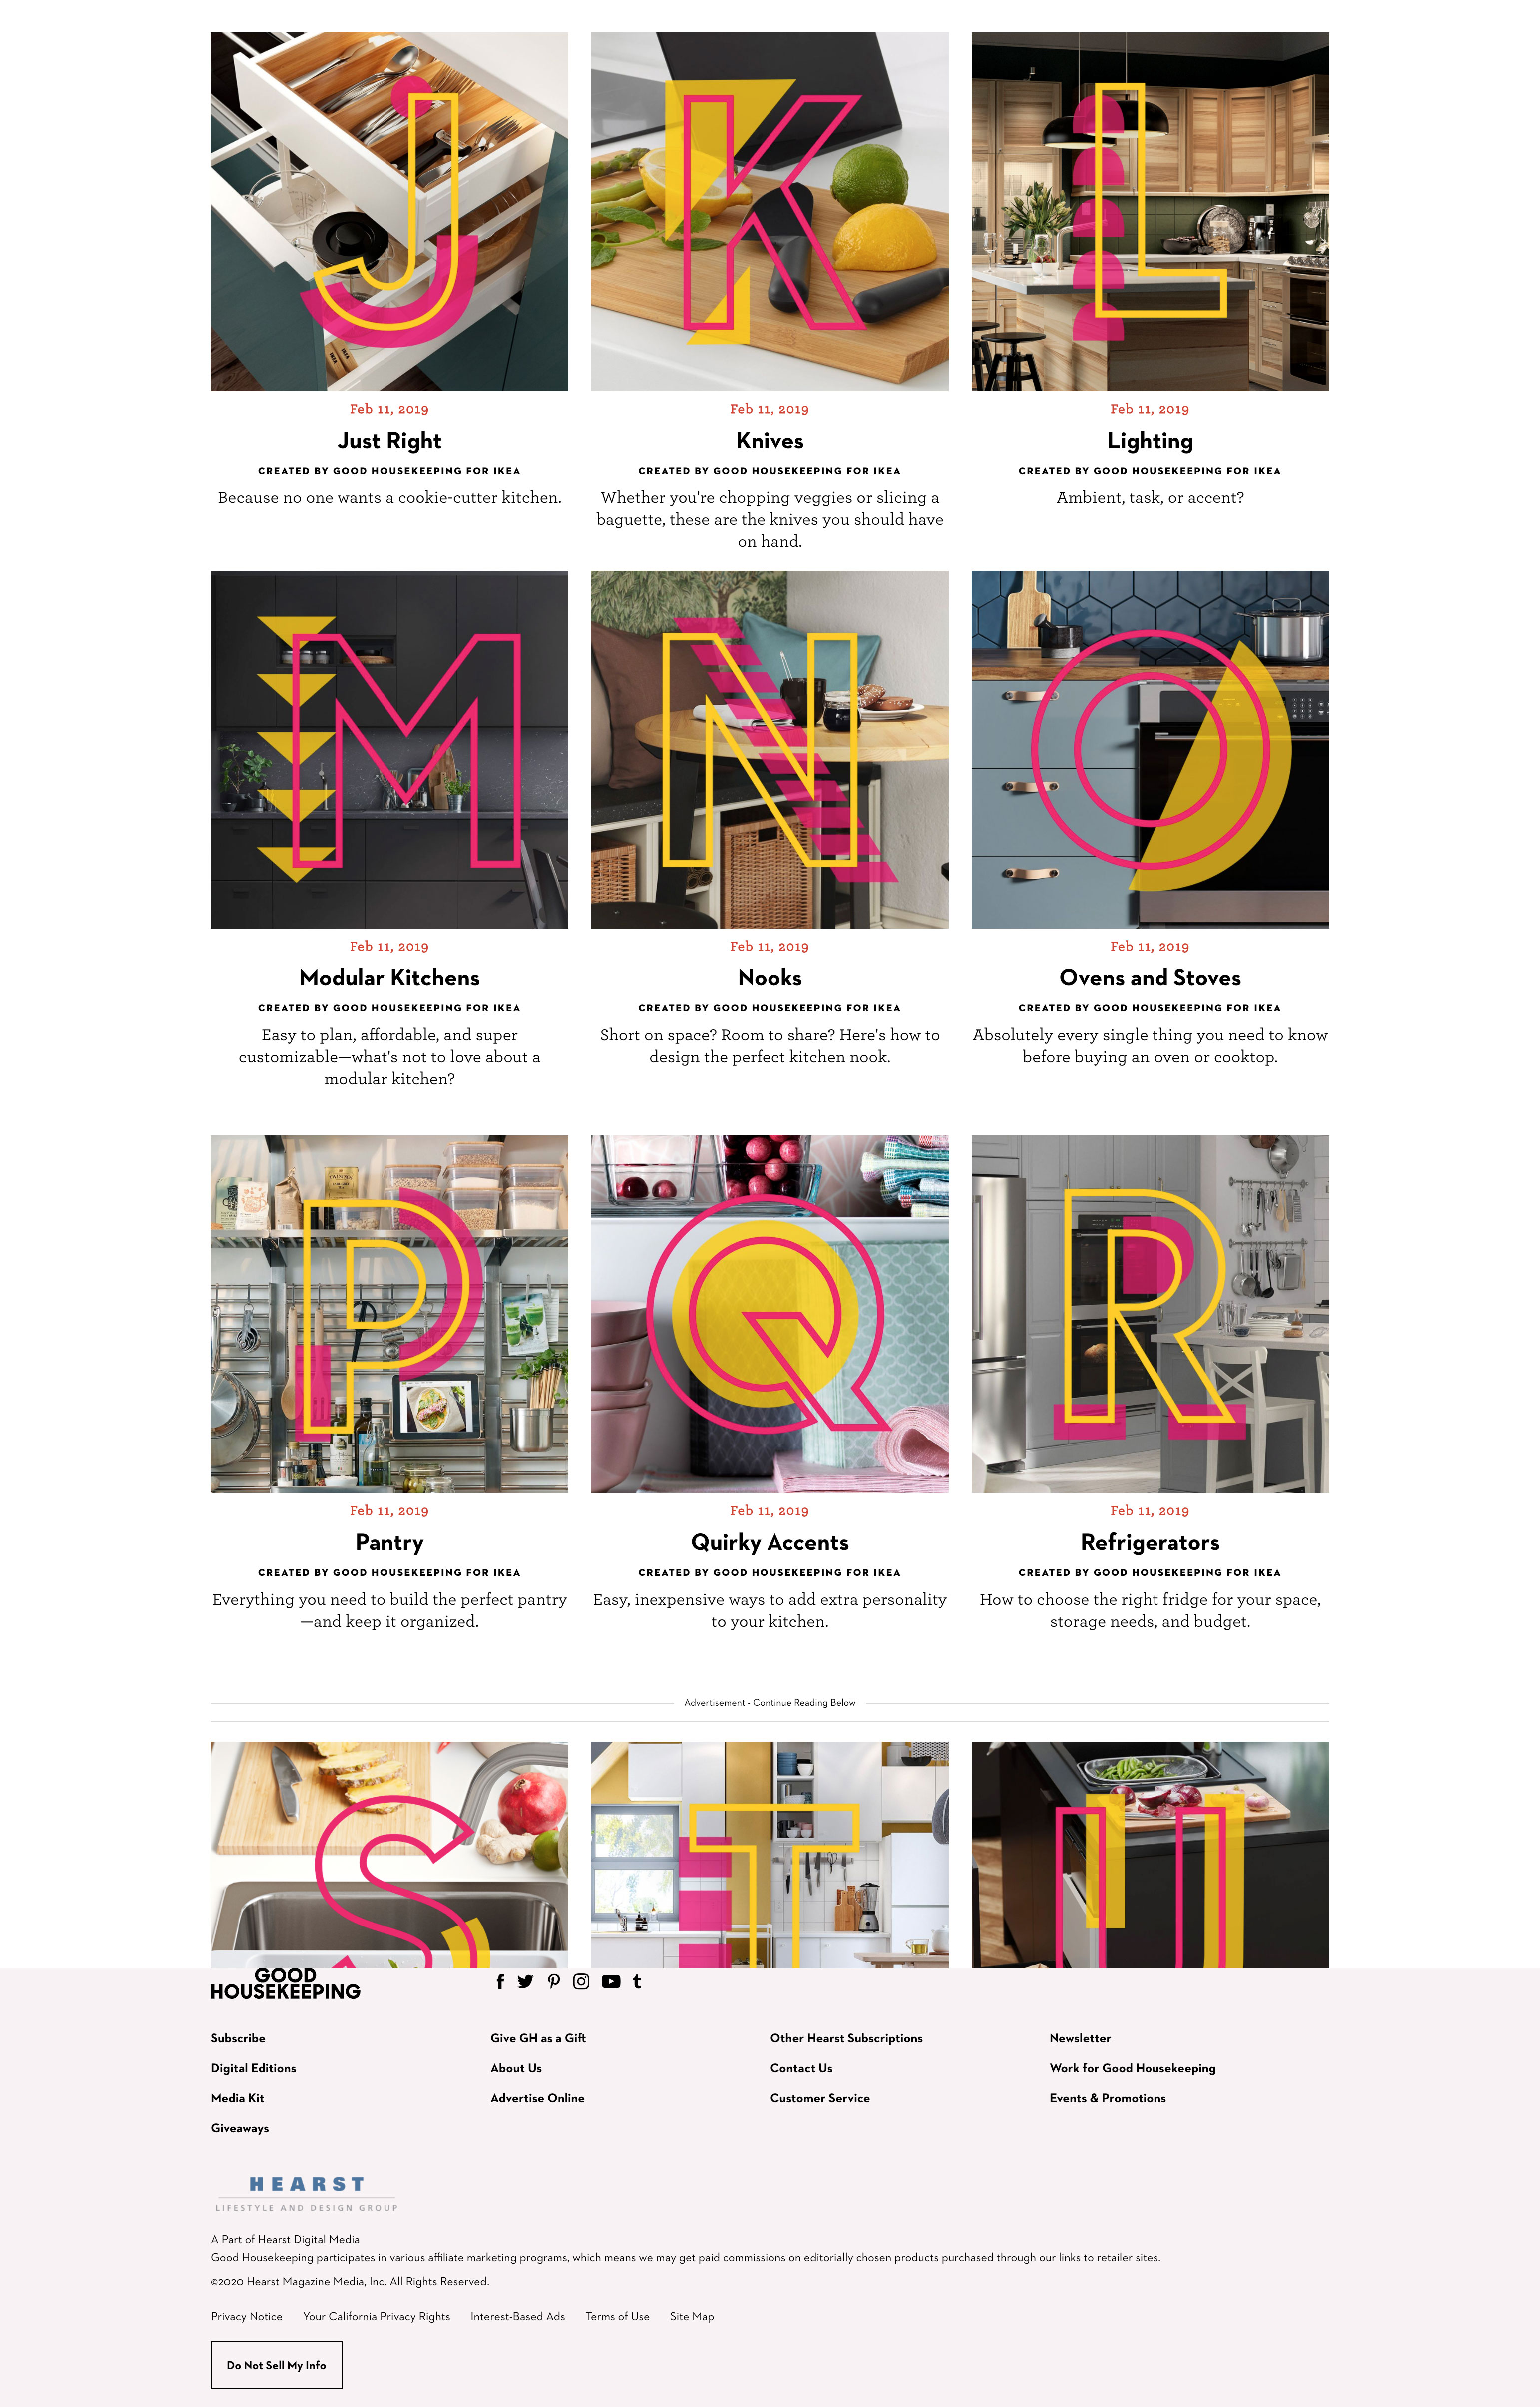 J
K
L
Feb 11, 2019
Just Right
CREATED BY GOOD HOUSEKEEPING FOR IKEA
Because no one wants a cookie-cutter kitchen.
Feb 11, 2019
Knives
CREATED BY GOOD HOUSEKEEPING FOR IKEA
Whether you're chopping veggies or slicing a
baguette, these are the knives you should have
on hand.
Feb 11, 2019
Lighting
CREATED BY GOOD HOUSEKEEPING FOR IKEA
Ambient, task, or accent?
M
N
O
Feb 11, 2019
Modular Kitchens
CREATED BY GOOD HOUSEKEEPING FOR IKEA
Easy to plan, affordable, and super
customizable—what's not to love about a
modular kitchen?
Feb 11, 2019
Nooks
CREATED BY GOOD HOUSEKEEPING FOR IKEA
Short on space? Room to share? Here's how to
design the perfect kitchen nook.
Feb 11, 2019
Ovens and Stoves
CREATED BY GOOD HOUSEKEEPING FOR IKEA
Absolutely every single thing you need to know
before buying an oven or cooktop.
P
Q
R
Feb 11, 2019
Pantry
CREATED BY GOOD HOUSEKEEPING FOR IKEA
Everything you need to build the perfect pantry
—and keep it organized.
Feb 11, 2019
Quirky Accents
CREATED BY GOOD HOUSEKEEPING FOR IKEA
Easy, inexpensive ways to add extra personality
to your kitchen.
Feb 11, 2019
Refrigerators
CREATED BY GOOD HOUSEKEEPING FOR IKEA
How to choose the right fridge for your space,
storage needs, and budget.
Advertisement - Continue Reading Below
S
T
U
GOOD
HOUSEKEEPING
Subscribe
Digital Editions
Media Kit
Giveaways
Give GH as a Gift
About Us
Advertise Online
Other Hearst Subscriptions
Contact Us
Customer Service
Newsletter
Work for Good Housekeeping
Events & Promotions
HEARST
LIFESTYLE AND DESIGN GROUP
A Part of Hearst Digital Media
Good Housekeeping participates in various affiliate marketing programs, which means we may get paid commissions on editorially chosen products purchased through our links to retailer sites.
©2020 Hearst Magazine Media, Inc. All Rights Reserved.
Privacy Notice Your California Privacy Rights Interest-Based Ads Terms of Use Site Map
Do Not Sell My Info